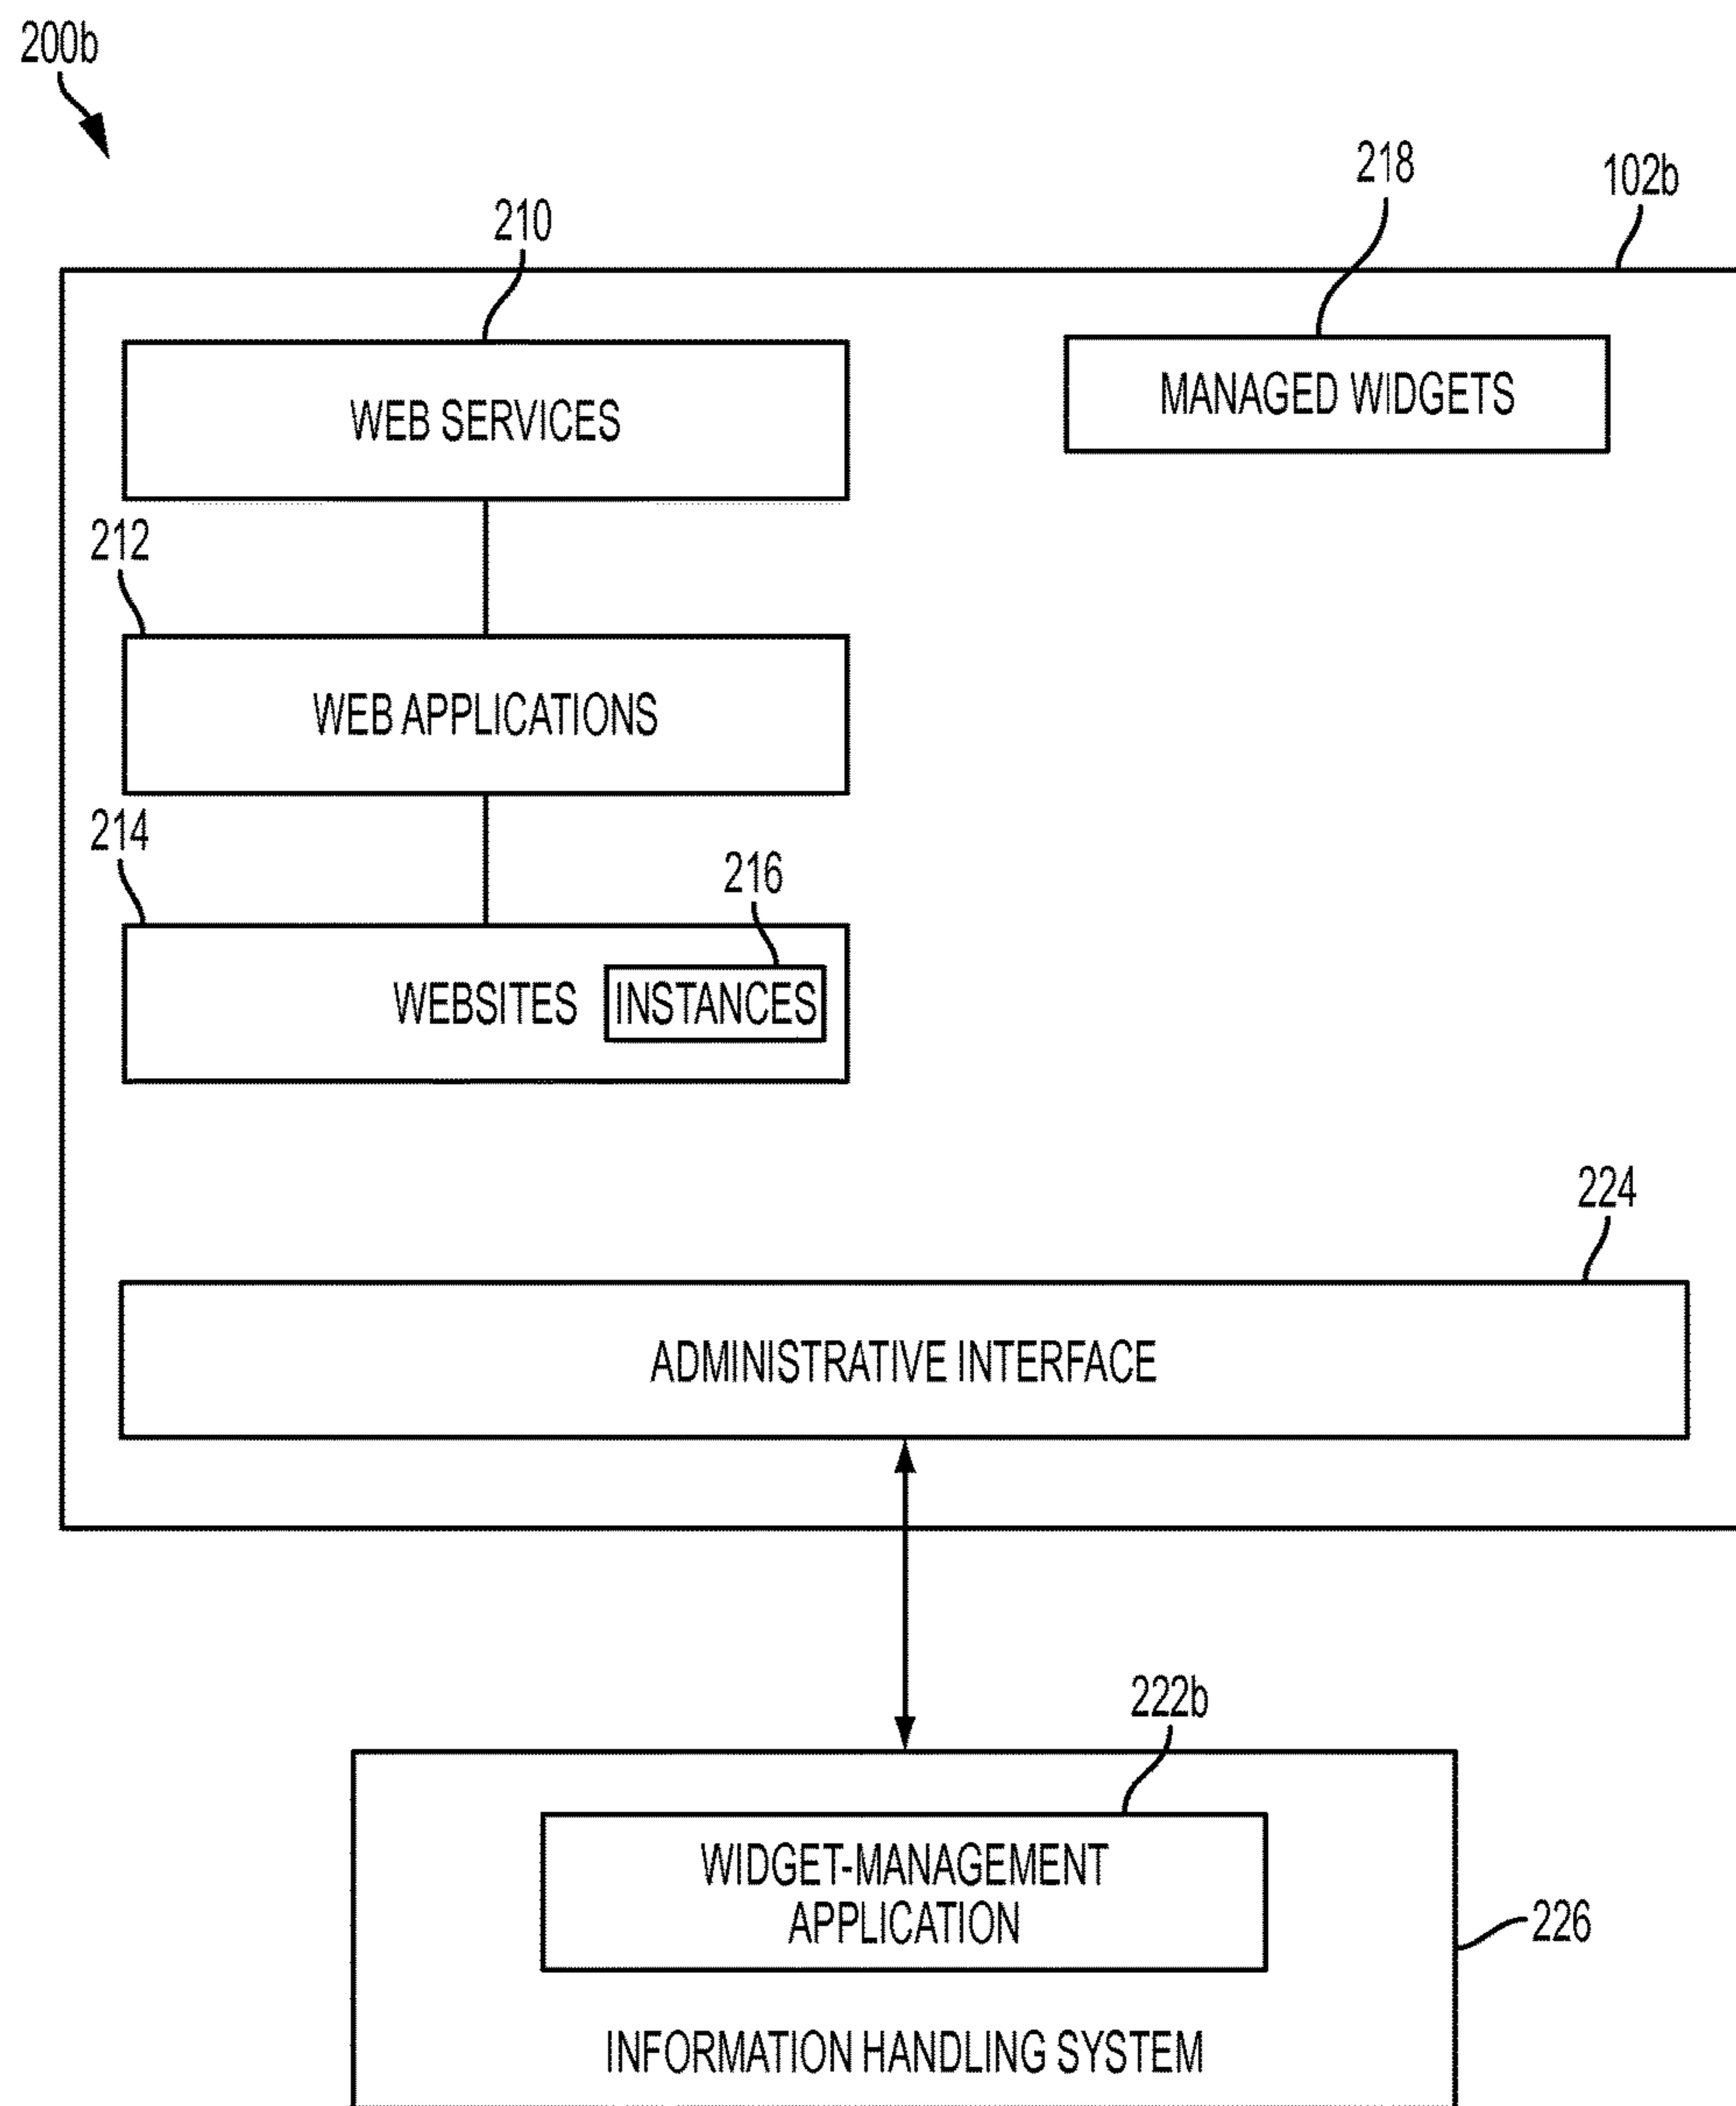 200b
218
102b
210
WEB SERVICES
MANAGED WIDGETS
212
WEB APPLICATIONS
214
216
WEBSITES
INSTANCES
224
ADMINISTRATIVE INTERFACE
222b
WIDGET-MANAGEMENT
APPLICATION
226
INFORMATION HANDLING SYSTEM